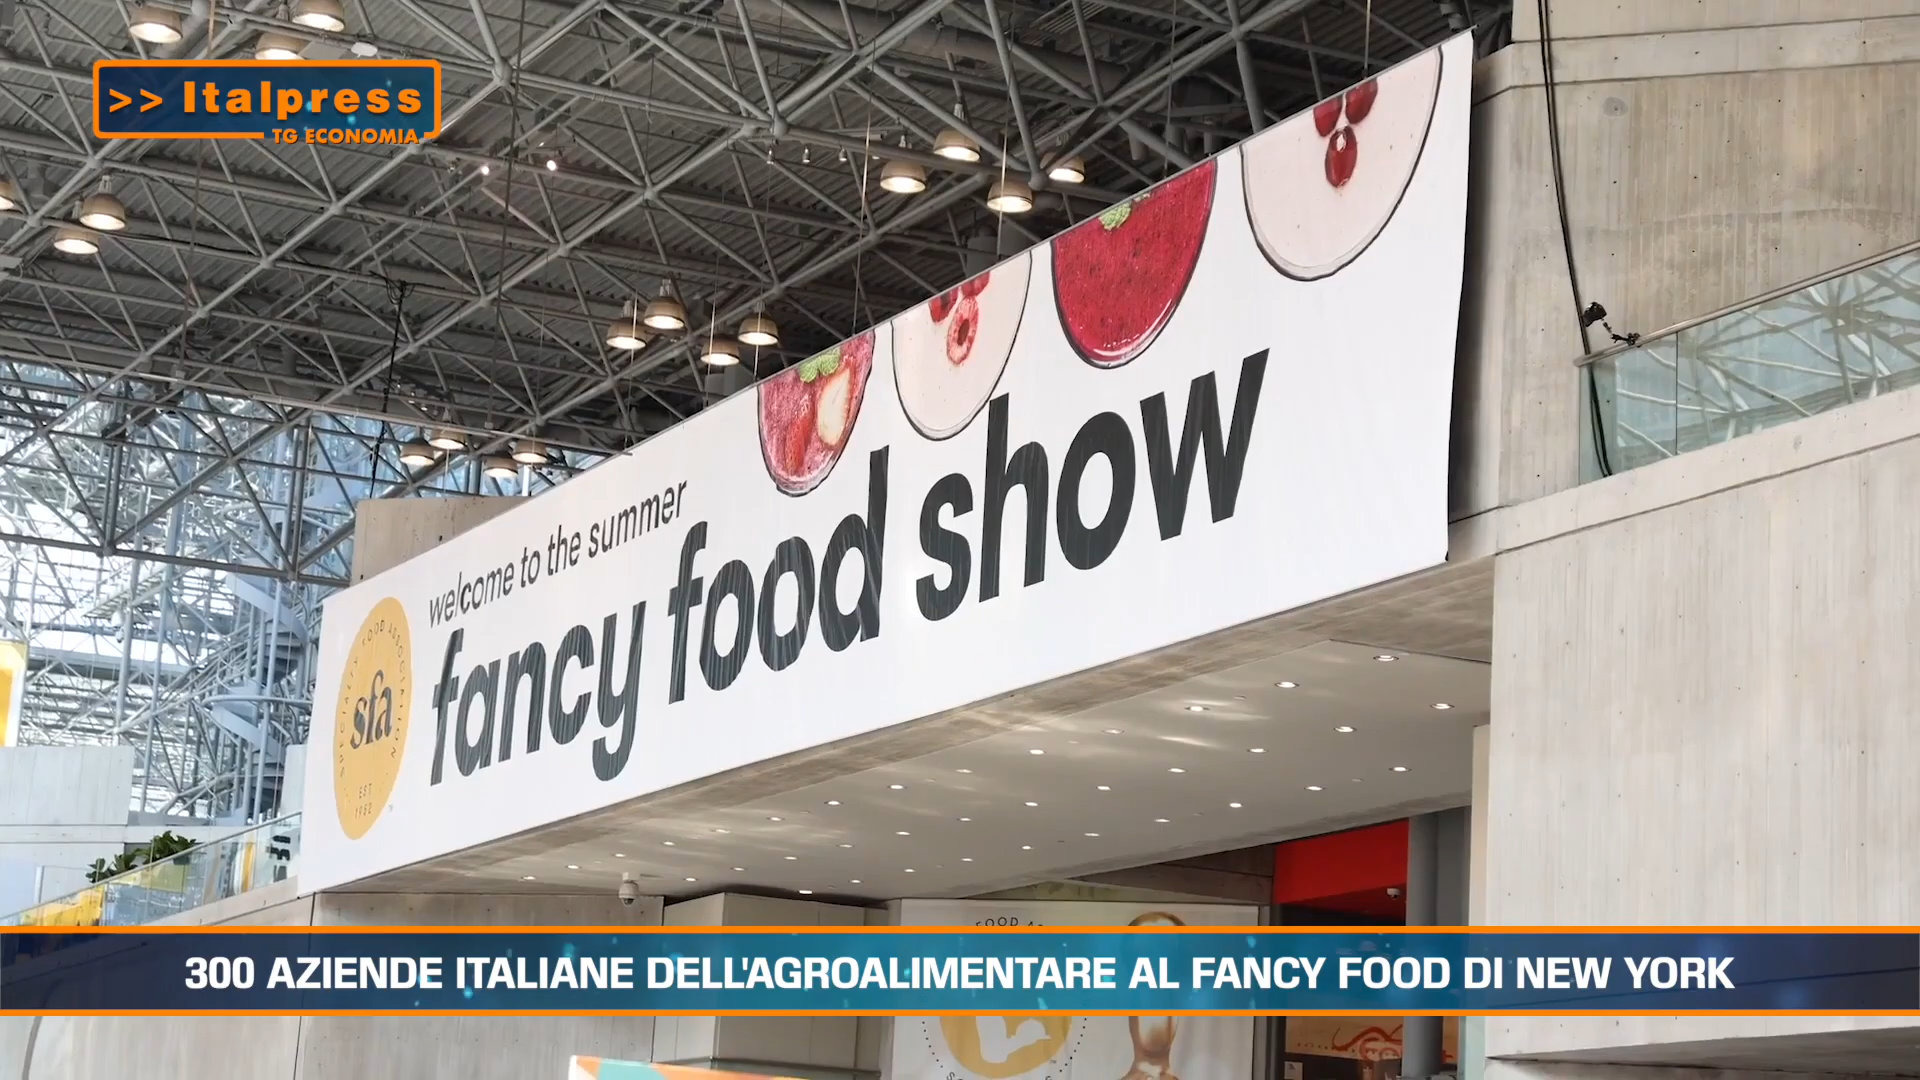 >> Italpress
TG ECONOMIA
welcome to the summer
fancy food show
SPECIALTY FOOD ASSOCIATION
sfa
EST
1952
300 AZIENDE ITALIANE DELL'AGROALIMENTARE AL FANCY FOOD DI NEW YORK
FOOD